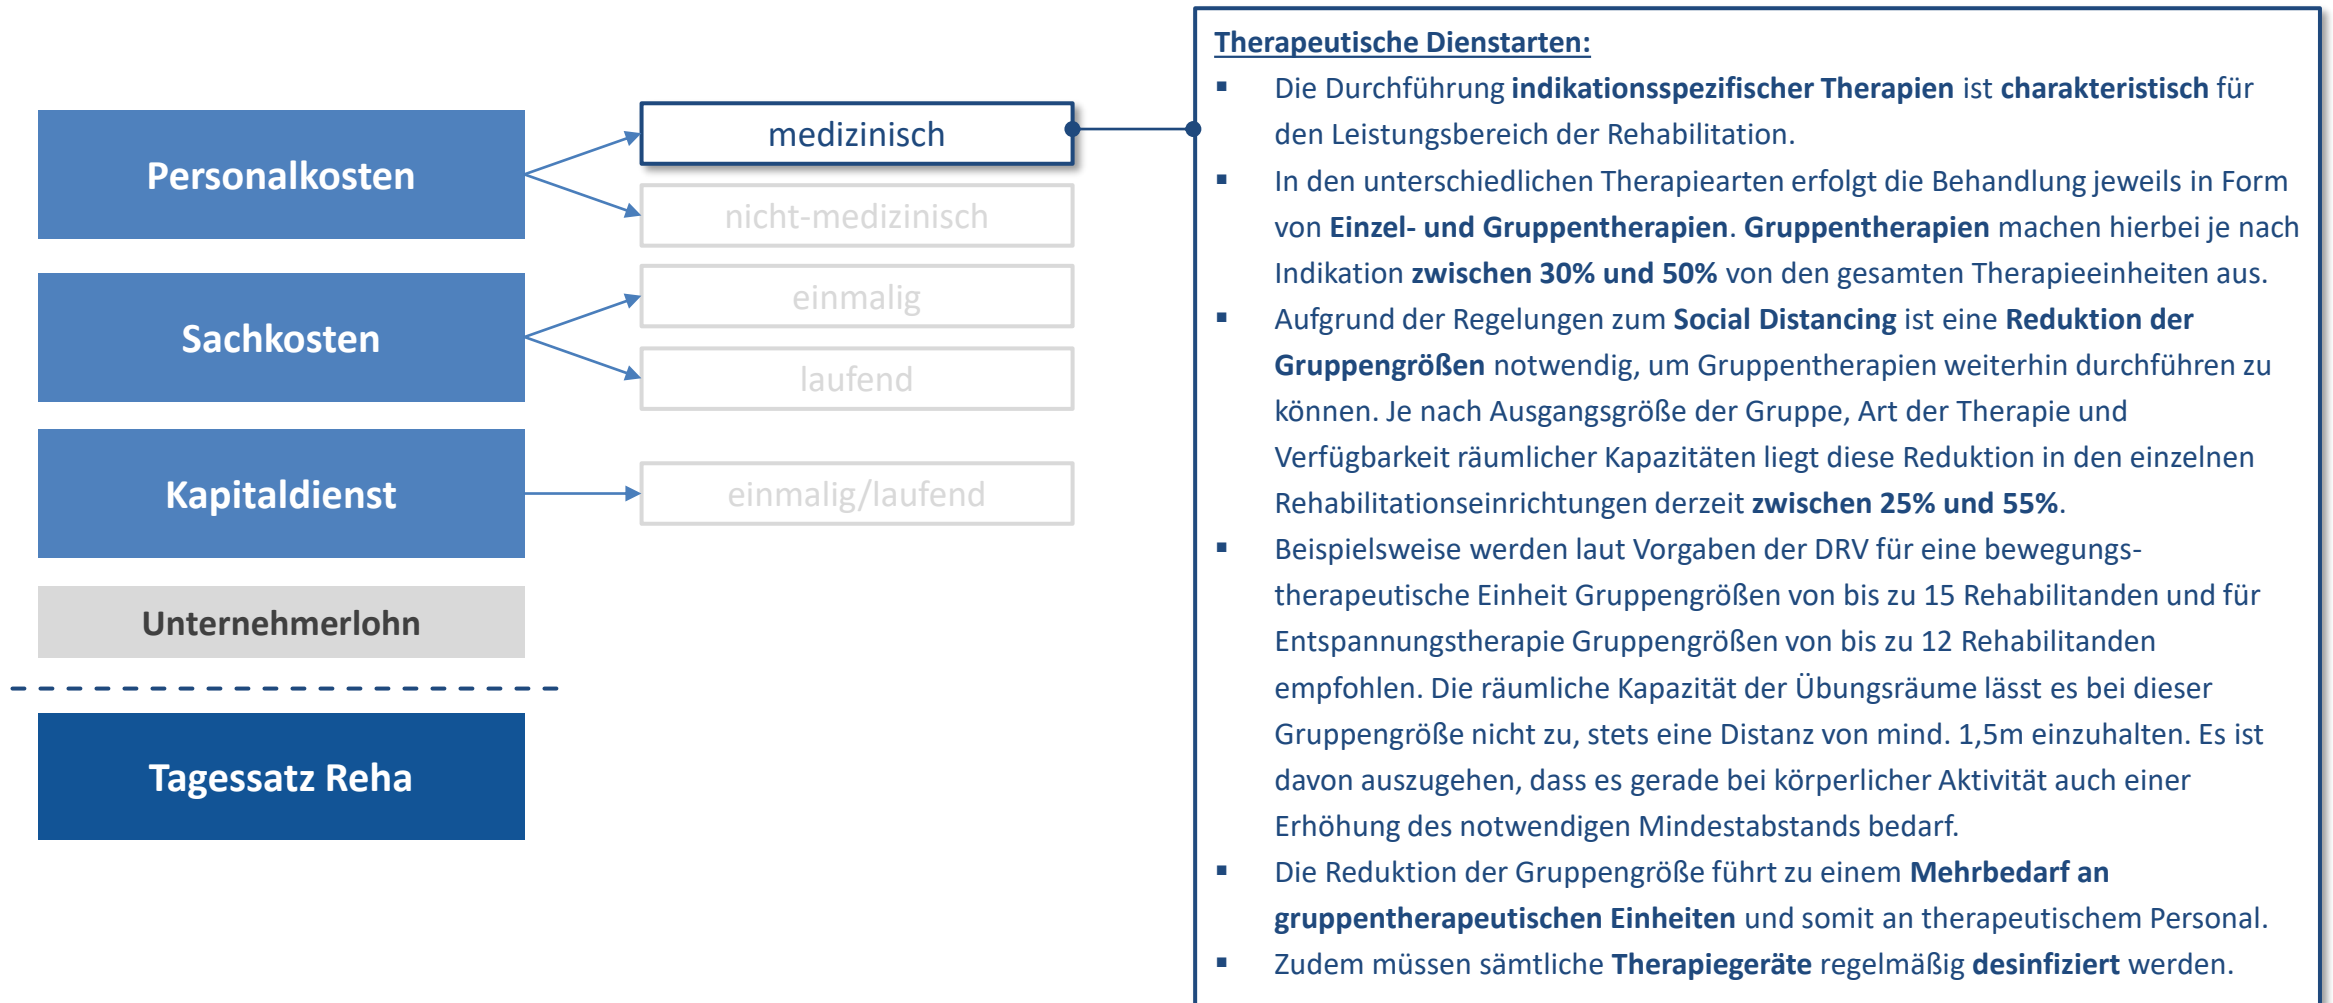 Personalkosten
Sachkosten
Kapitaldienst
Unternehmerlohn
Tagessatz Reha
medizinisch
nicht-medizinisch
einmalig
laufend
einmalig/laufend
Therapeutische Dienstarten:
▪ Die Durchführung indikationsspezifischer Therapien ist charakteristisch für
den Leistungsbereich der Rehabilitation.
▪ In den unterschiedlichen Therapiearten erfolgt die Behandlung jeweils in Form
von Einzel- und Gruppentherapien. Gruppentherapien machen hierbei je nach
Indikation zwischen 30% und 50% von den gesamten Therapieeinheiten aus.
▪ Aufgrund der Regelungen zum Social Distancing ist eine Reduktion der
Gruppengrößen notwendig, um Gruppentherapien weiterhin durchführen zu
können. Je nach Ausgangsgröße der Gruppe, Art der Therapie und
Verfügbarkeit räumlicher Kapazitäten liegt diese Reduktion in den einzelnen
Rehabilitationseinrichtungen derzeit zwischen 25% und 55%.
▪ Beispielsweise werden laut Vorgaben der DRV für eine bewegungs-
therapeutische Einheit Gruppengrößen von bis zu 15 Rehabilitanden und für
Entspannungstherapie Gruppengrößen von bis zu 12 Rehabilitanden
empfohlen. Die räumliche Kapazität der Übungsräume lässt es bei dieser
Gruppengröße nicht zu, stets eine Distanz von mind. 1,5m einzuhalten. Es ist
davon auszugehen, dass es gerade bei körperlicher Aktivität auch einer
Erhöhung des notwendigen Mindestabstands bedarf.
▪ Die Reduktion der Gruppengröße führt zu einem Mehrbedarf an
gruppentherapeutischen Einheiten und somit an therapeutischem Personal.
▪ Zudem müssen sämtliche Therapiegeräte regelmäßig desinfiziert werden.